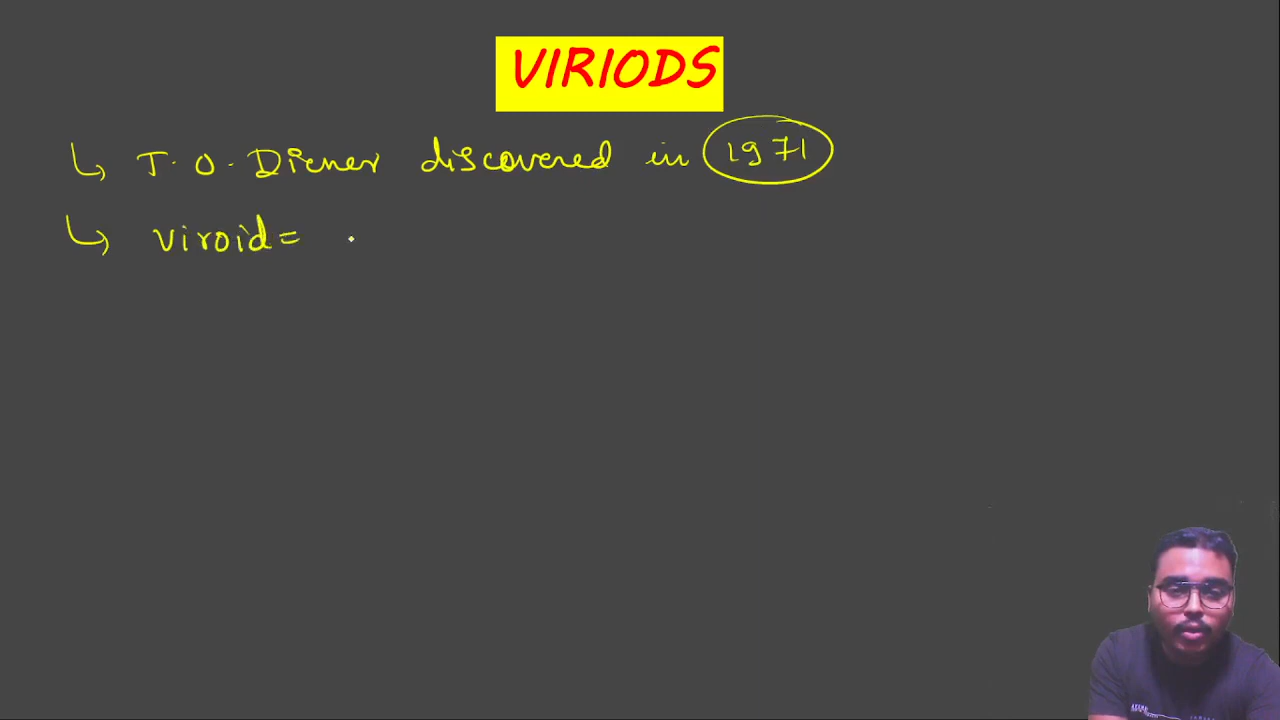 VIRIODS
↳ T. O. Diener discovered in 1971
↳ viroid =